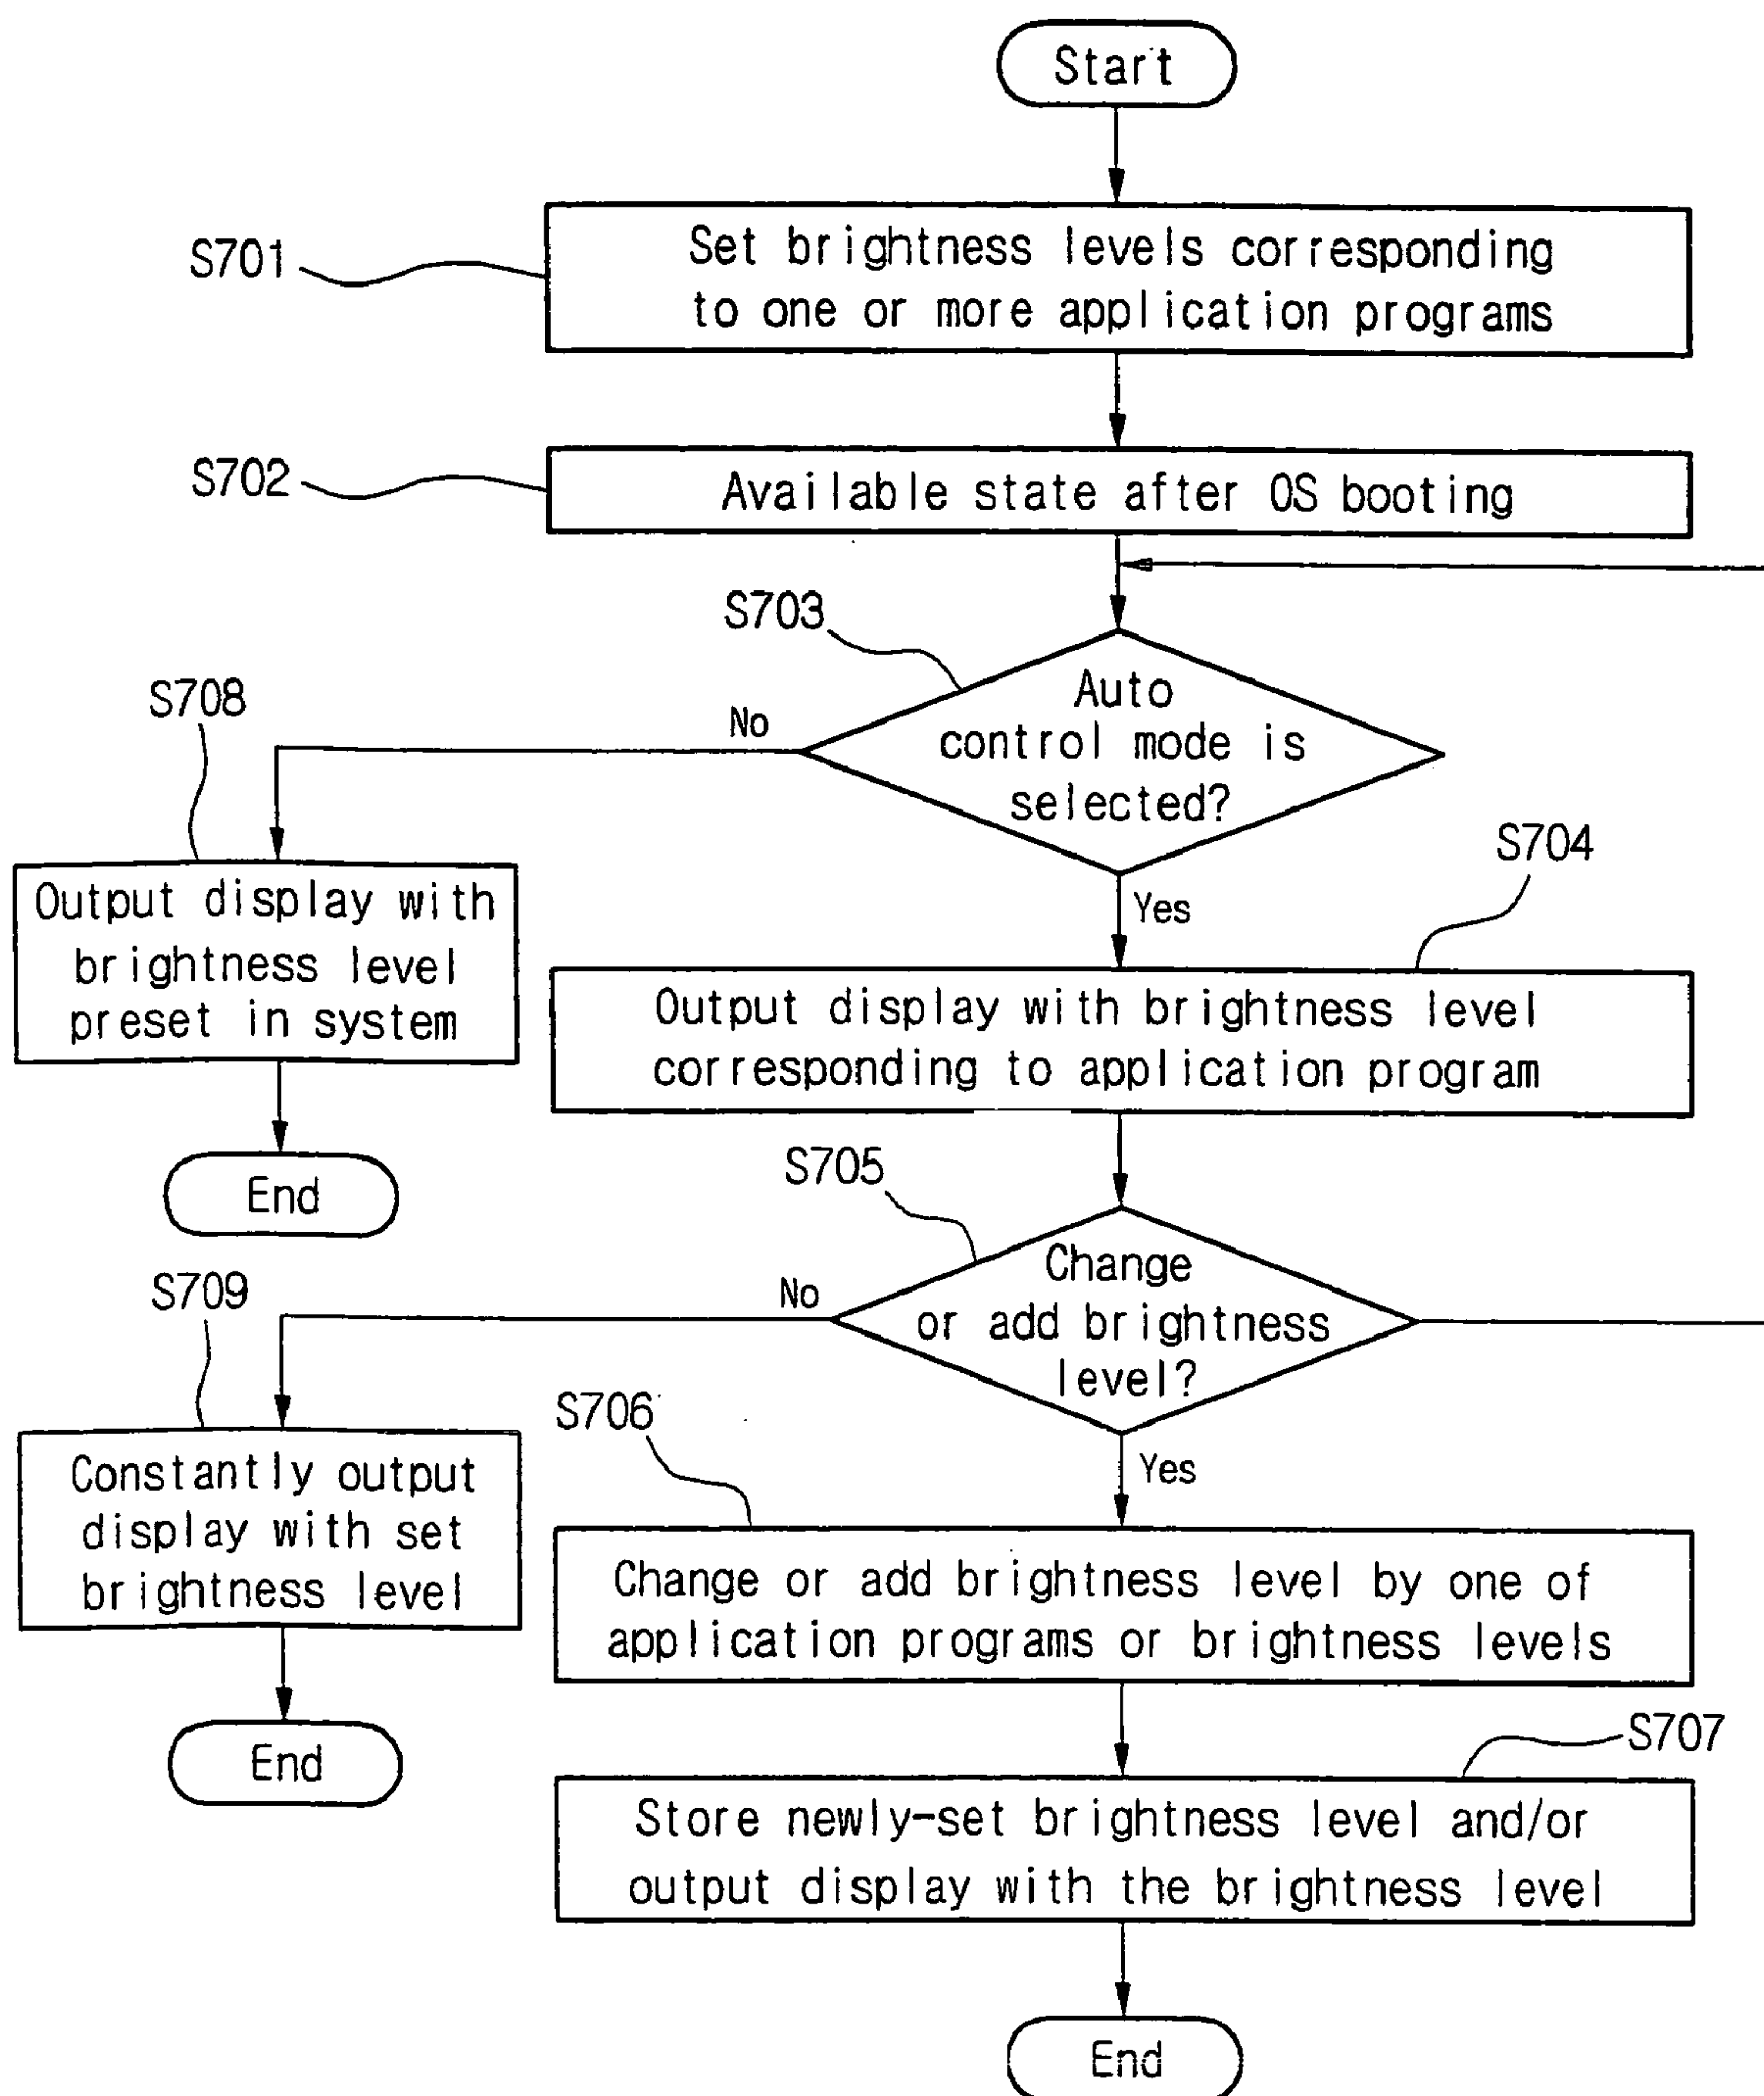 Start
S701
Set brightness levels corresponding
to one or more application programs
S702
Available state after OS booting
S703
Auto
control mode is
selected?
No
Yes
S708
Output display with
brightness level
preset in system
End
S704
Output display with brightness level
corresponding to application program
S705
Change
or add brightness
level?
No
Yes
S709
Constantly output
display with set
brightness level
End
S706
Change or add brightness level by one of
application programs or brightness levels
S707
Store newly-set brightness level and/or
output display with the brightness level
End